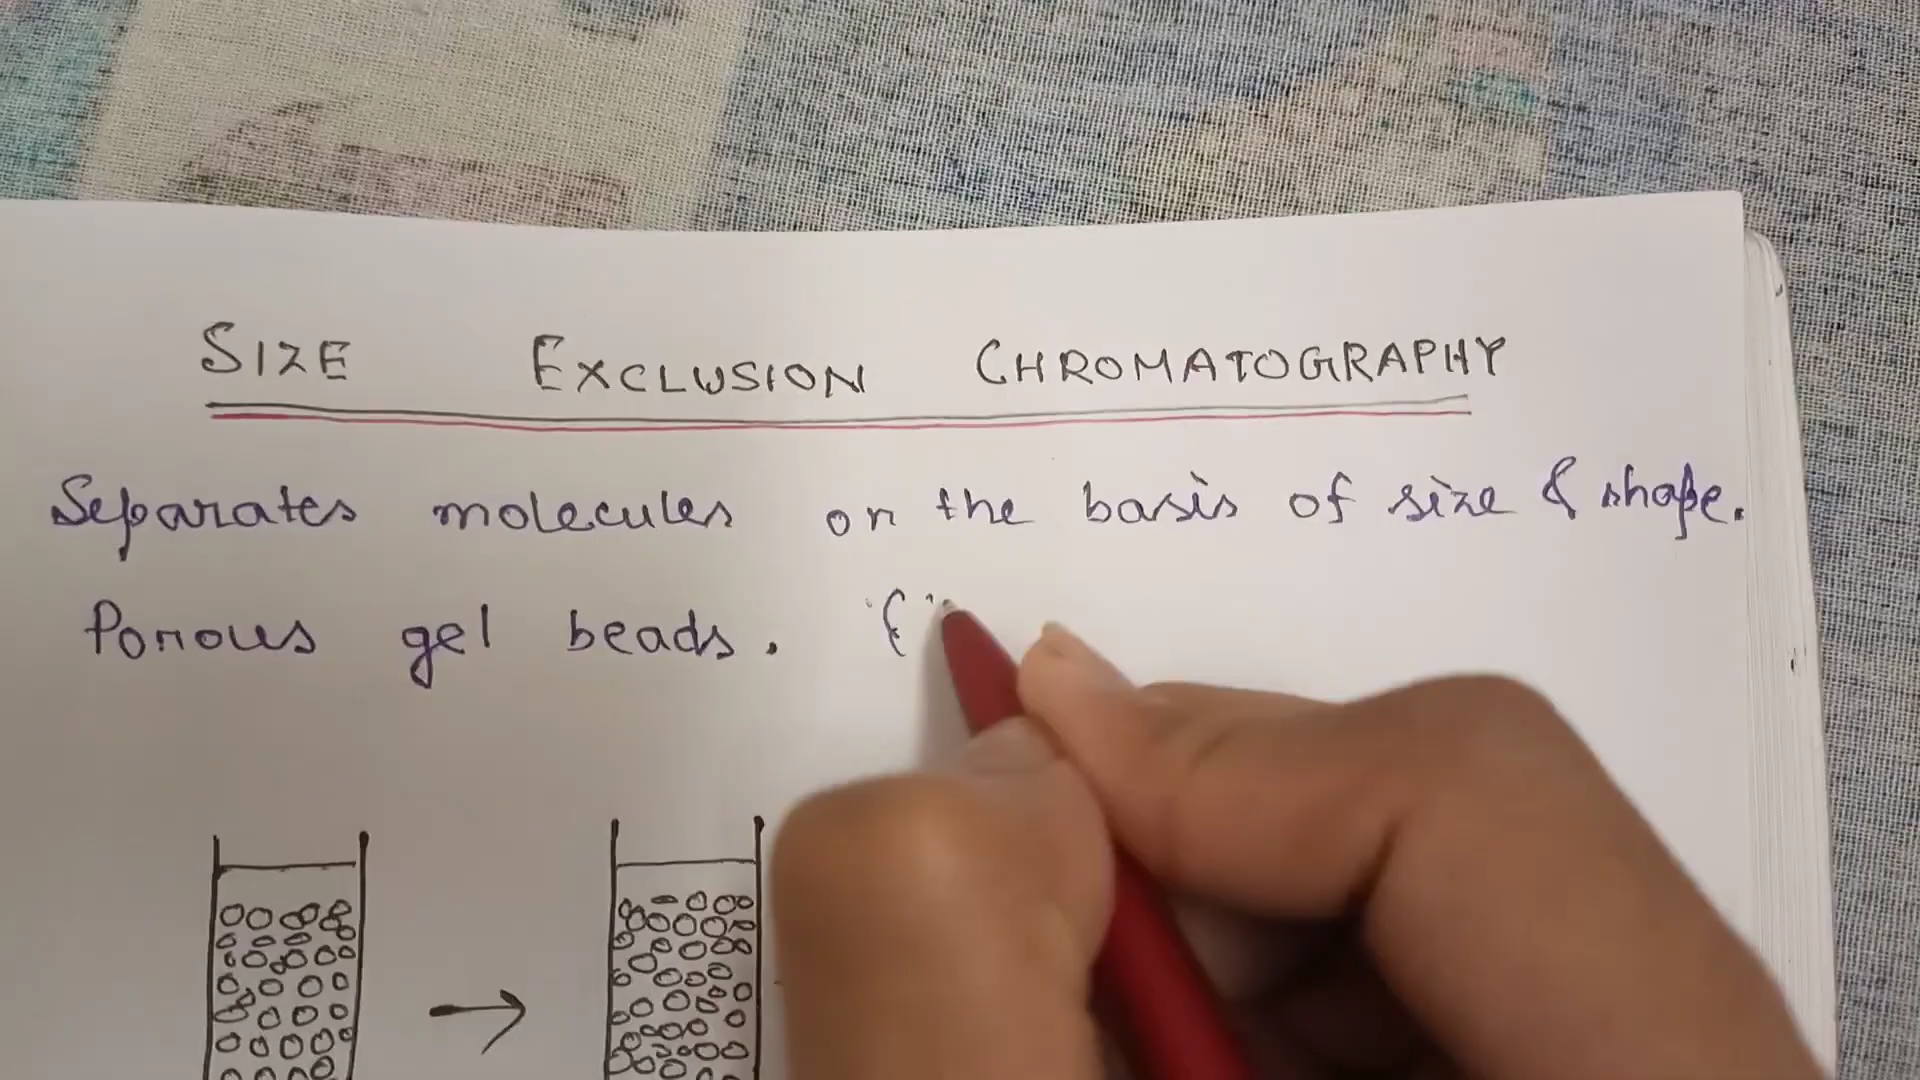 SIZE EXCLUSION CHROMATOGRAPHY
Separates molecules on the basis of size & shape.
Porous gel beads. (